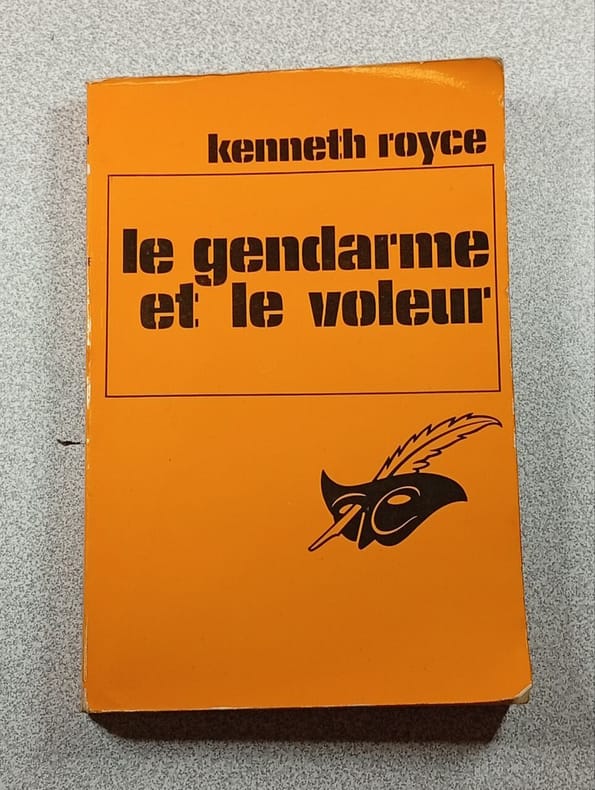 kenneth royce
le gendarme
et le voleur